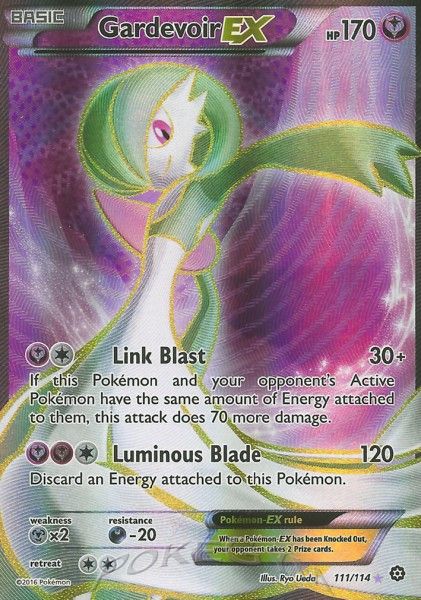 BASIC
Gardevoir EX
HP170
Link Blast 30+
If this Pokémon and your opponent's Active
Pokémon have the same amount of Energy attached
to them, this attack does 70 more damage.
Luminous Blade 120
Discard an Energy attached to this Pokémon.
weakness
×2
resistance
-20
retreat
Pokémon-EX rule
When a Pokémon-EX has been Knocked Out,
your opponent takes 2 Prize cards.
©2016 Pokémon
Illus. Ryo Ueda
111/114